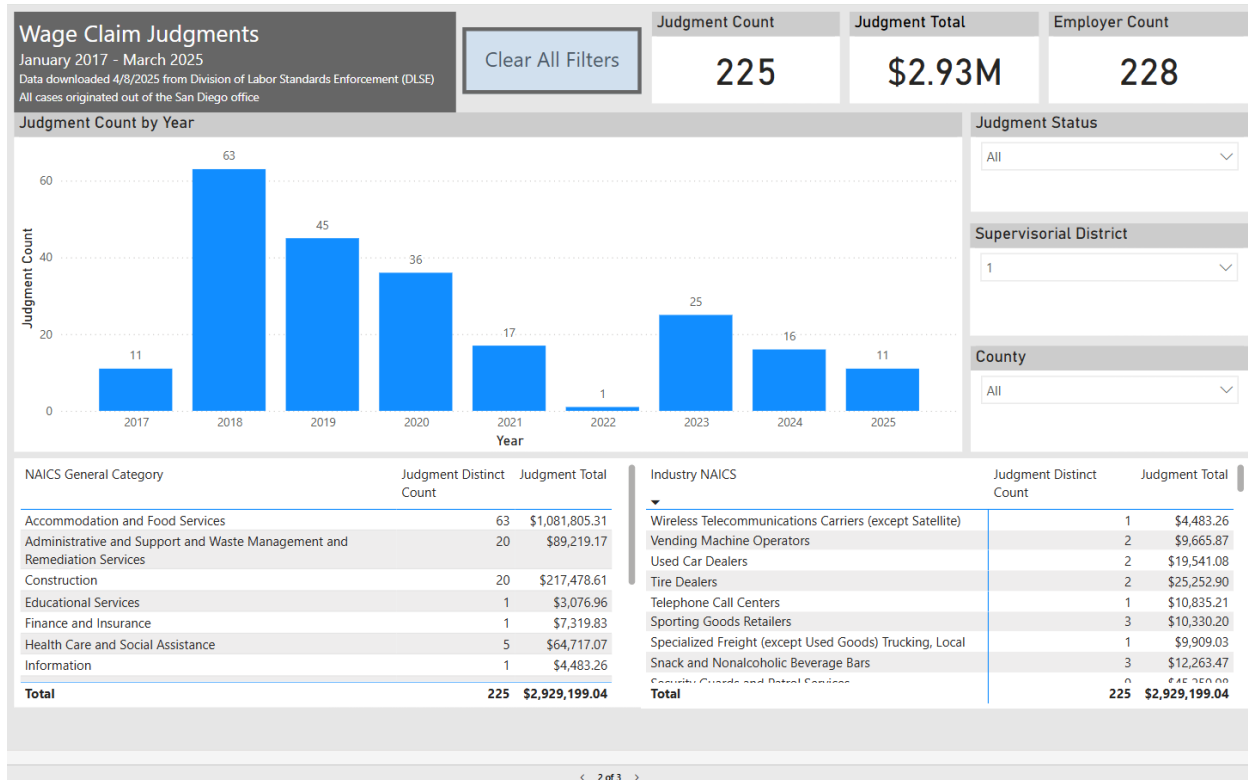 Wage Claim Judgments
January 2017 - March 2025
Data downloaded 4/8/2025 from Division of Labor Standards Enforcement (DLSE)
All cases originated out of the San Diego office
Clear All Filters
Judgment Count
225
Judgment Total
$2.93M
Employer Count
228
Judgment Count by Year
Judgment Count
60
40
20
0
11
63
45
36
17
1
25
16
11
2017 2018 2019 2020 2021 2022 2023 2024 2025
Year
Judgment Status
All
Supervisorial District
1
County
All
NAICS General Category Judgment Distinct Judgment Total
Count
Accommodation and Food Services 63 $1,081,805.31
Administrative and Support and Waste Management and 20 $89,219.17
Remediation Services
Construction 20 $217,478.61
Educational Services 1 $3,076.96
Finance and Insurance 1 $7,319.83
Health Care and Social Assistance 5 $64,717.07
Information 1 $4,483.26
Total 225 $2,929,199.04
Industry NAICS Judgment Distinct Judgment Total
Count
Wireless Telecommunications Carriers (except Satellite) 1 $4,483.26
Vending Machine Operators 2 $9,665.87
Used Car Dealers 2 $19,541.08
Tire Dealers 2 $25,252.90
Telephone Call Centers 1 $10,835.21
Sporting Goods Retailers 3 $10,330.20
Specialized Freight (except Used Goods) Trucking, Local 1 $9,909.03
Snack and Nonalcoholic Beverage Bars 3 $12,263.47
Security Guards and Patrol Services
Total 225 $2,929,199.04
2 of 3